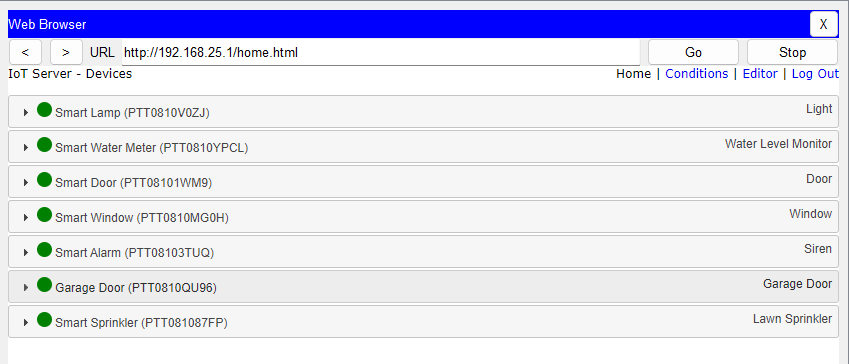 Web Browser X
< > URL http://192.168.25.1/home.html Go Stop
IoT Server - Devices Home | Conditions | Editor | Log Out
Smart Lamp (PTT0810V0ZJ) Light
Smart Water Meter (PTT0810YPCL) Water Level Monitor
Smart Door (PTT08101WM9) Door
Smart Window (PTT0810MG0H) Window
Smart Alarm (PTT08103TUQ) Siren
Garage Door (PTT0810QU96) Garage Door
Smart Sprinkler (PTT081087FP) Lawn Sprinkler